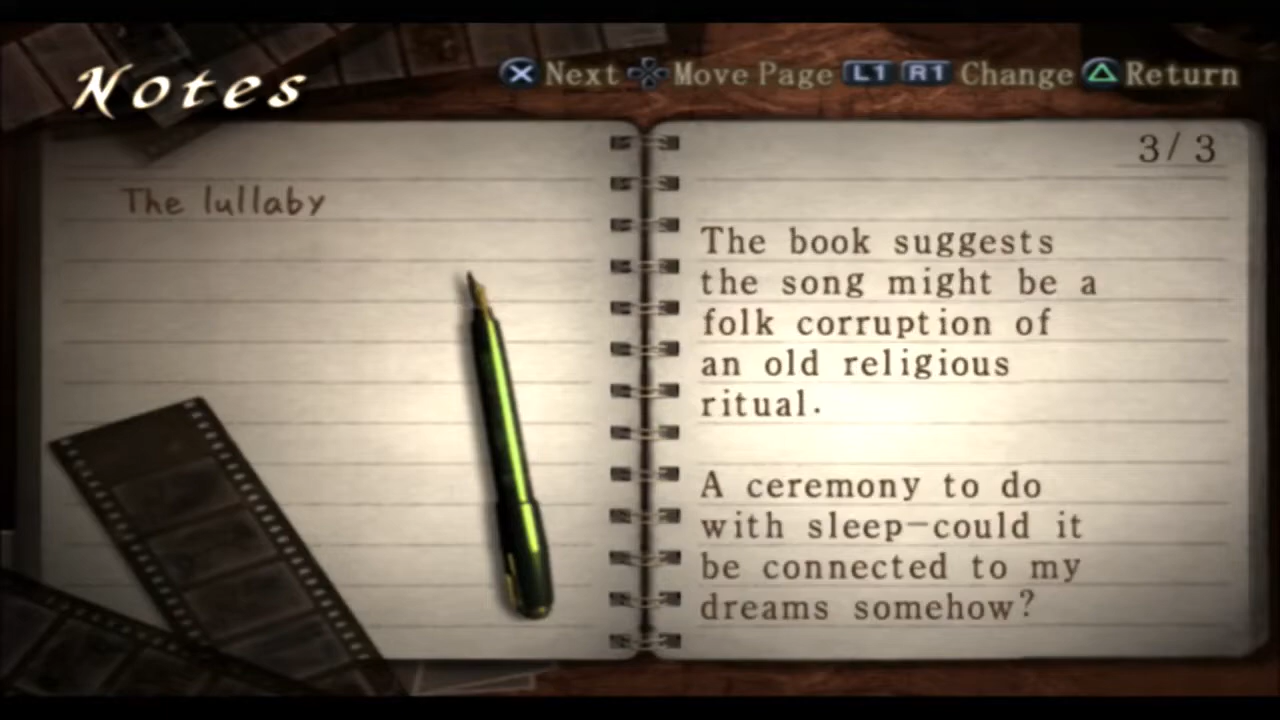 Notes
Next Move Page L1 R1 Change Return
The lullaby
3/3
The book suggests
the song might be a
folk corruption of
an old religious
ritual.
A ceremony to do
with sleep—could it
be connected to my
dreams somehow?